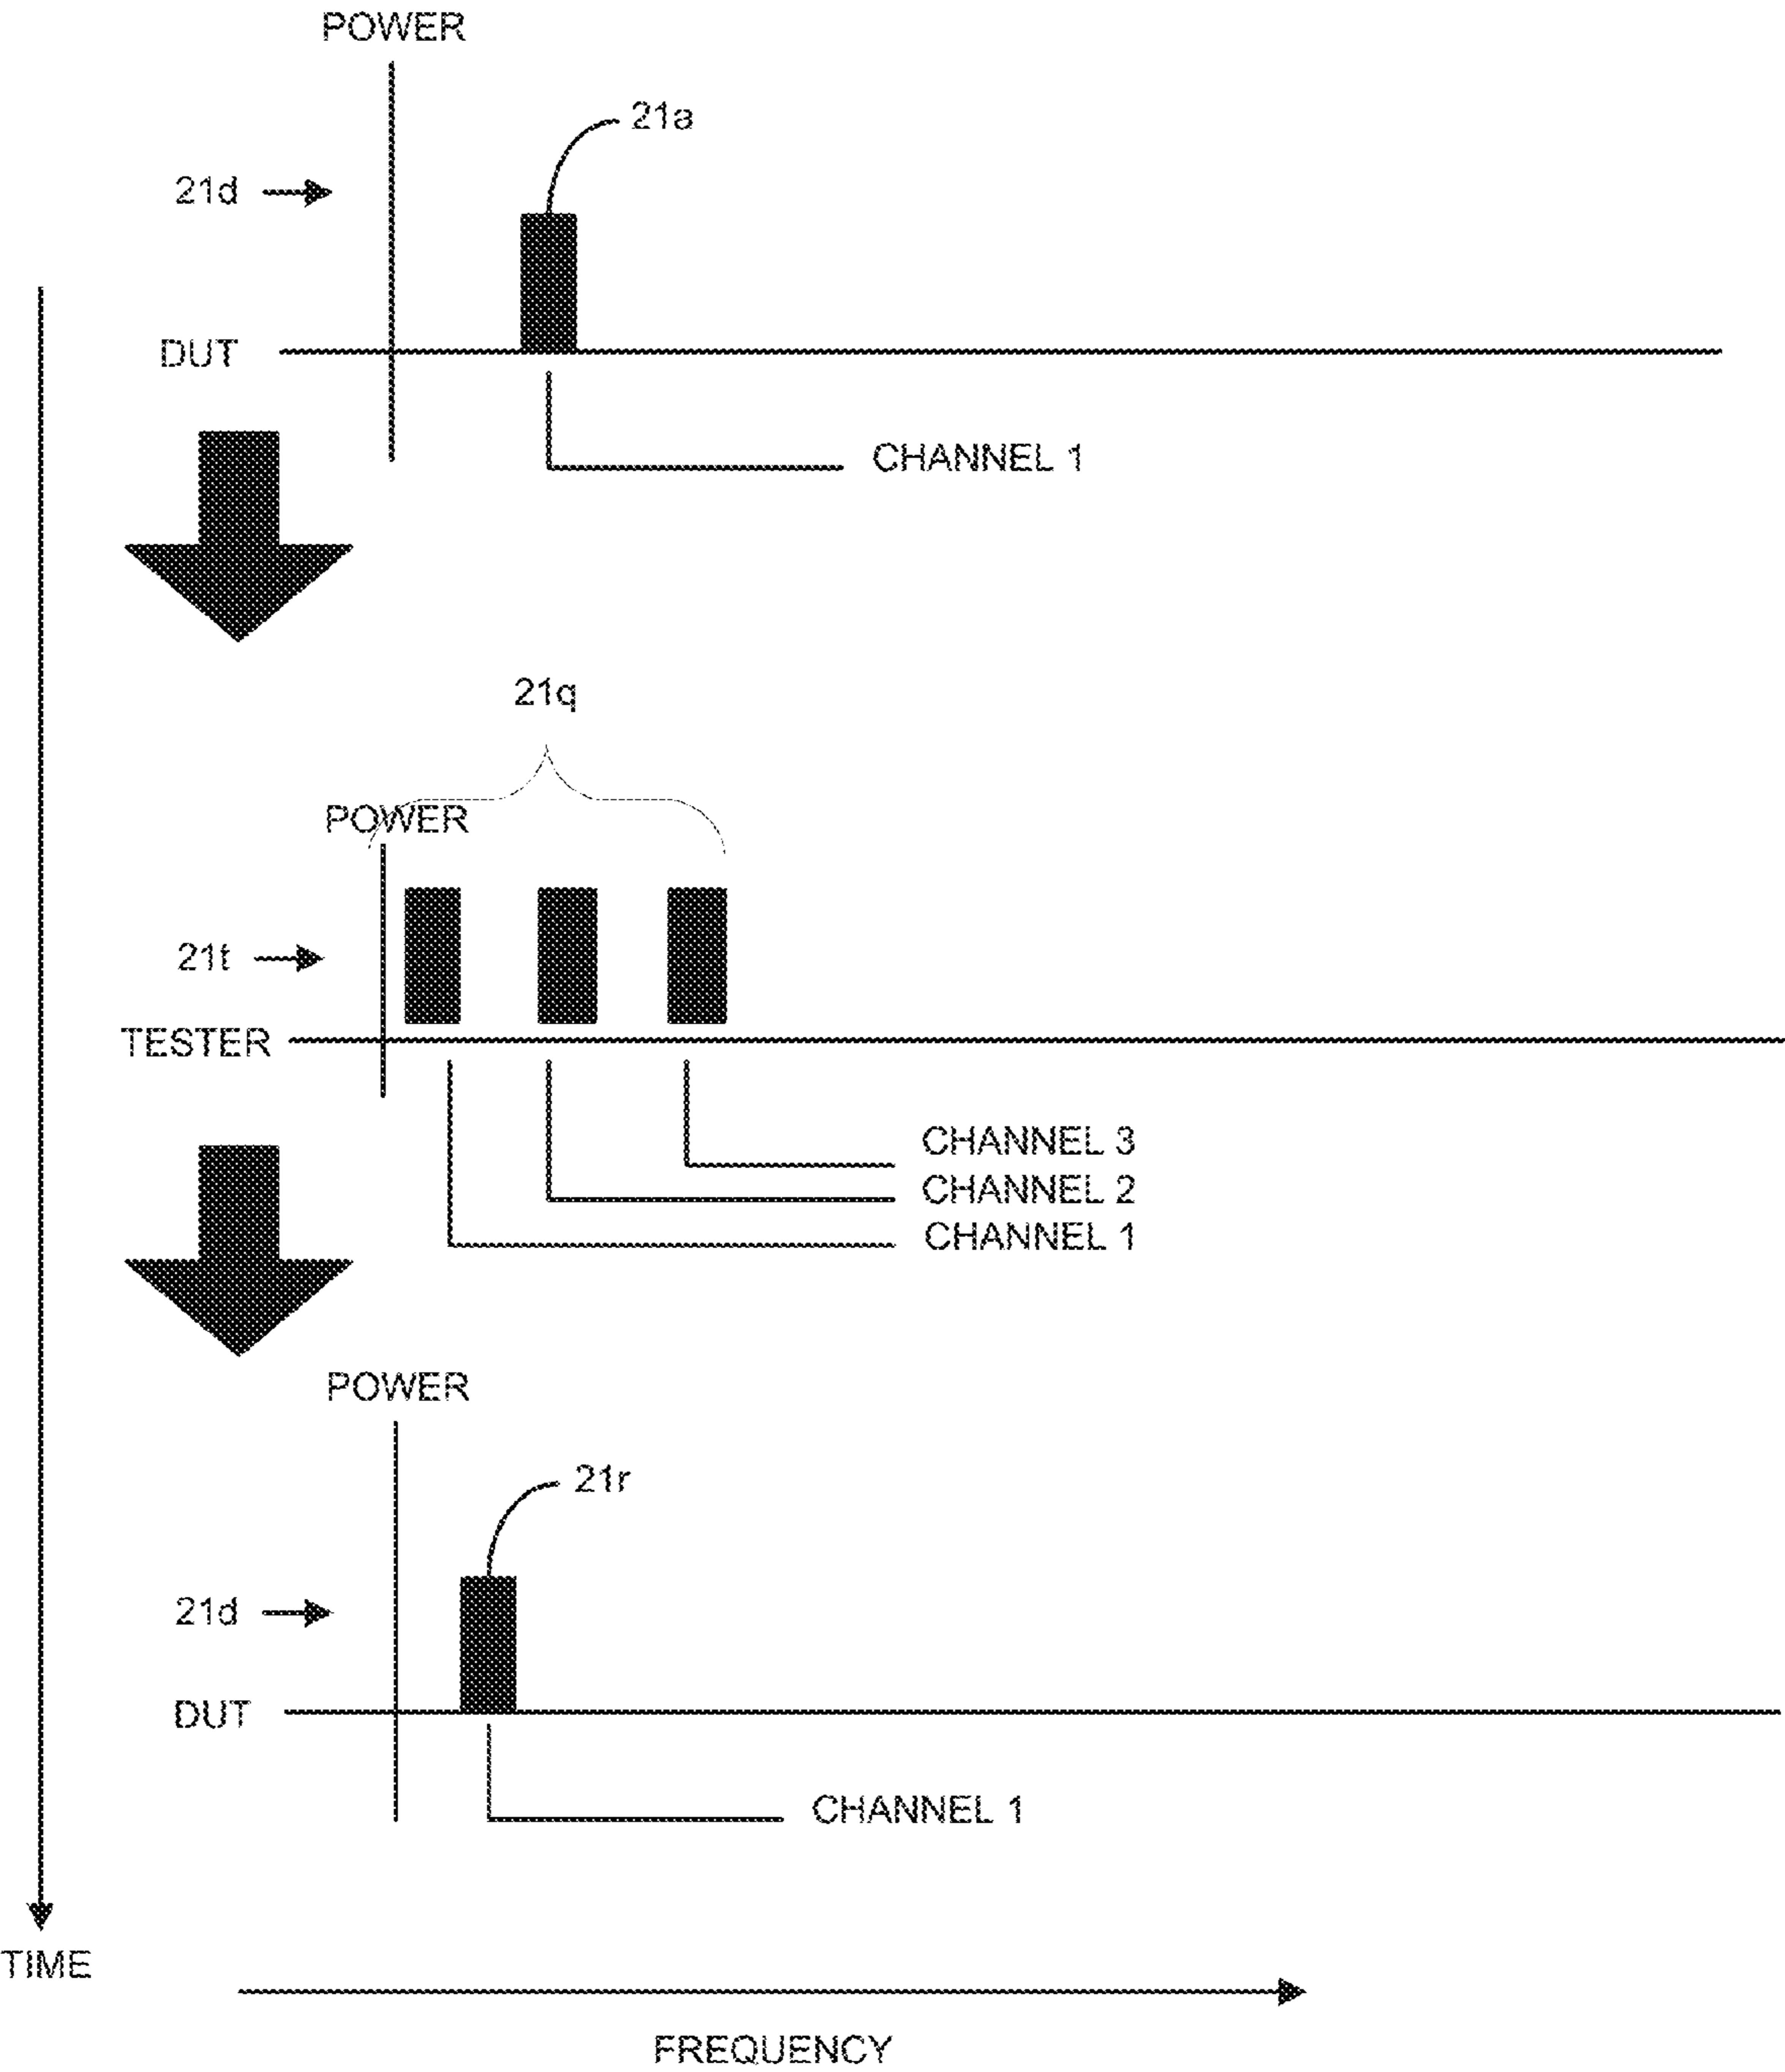 POWER
21a
21d
DUT
CHANNEL 1
21q
POWER
21t
TESTER
CHANNEL 3
CHANNEL 2
CHANNEL 1
POWER
21r
21d
DUT
CHANNEL 1
TIME
FREQUENCY